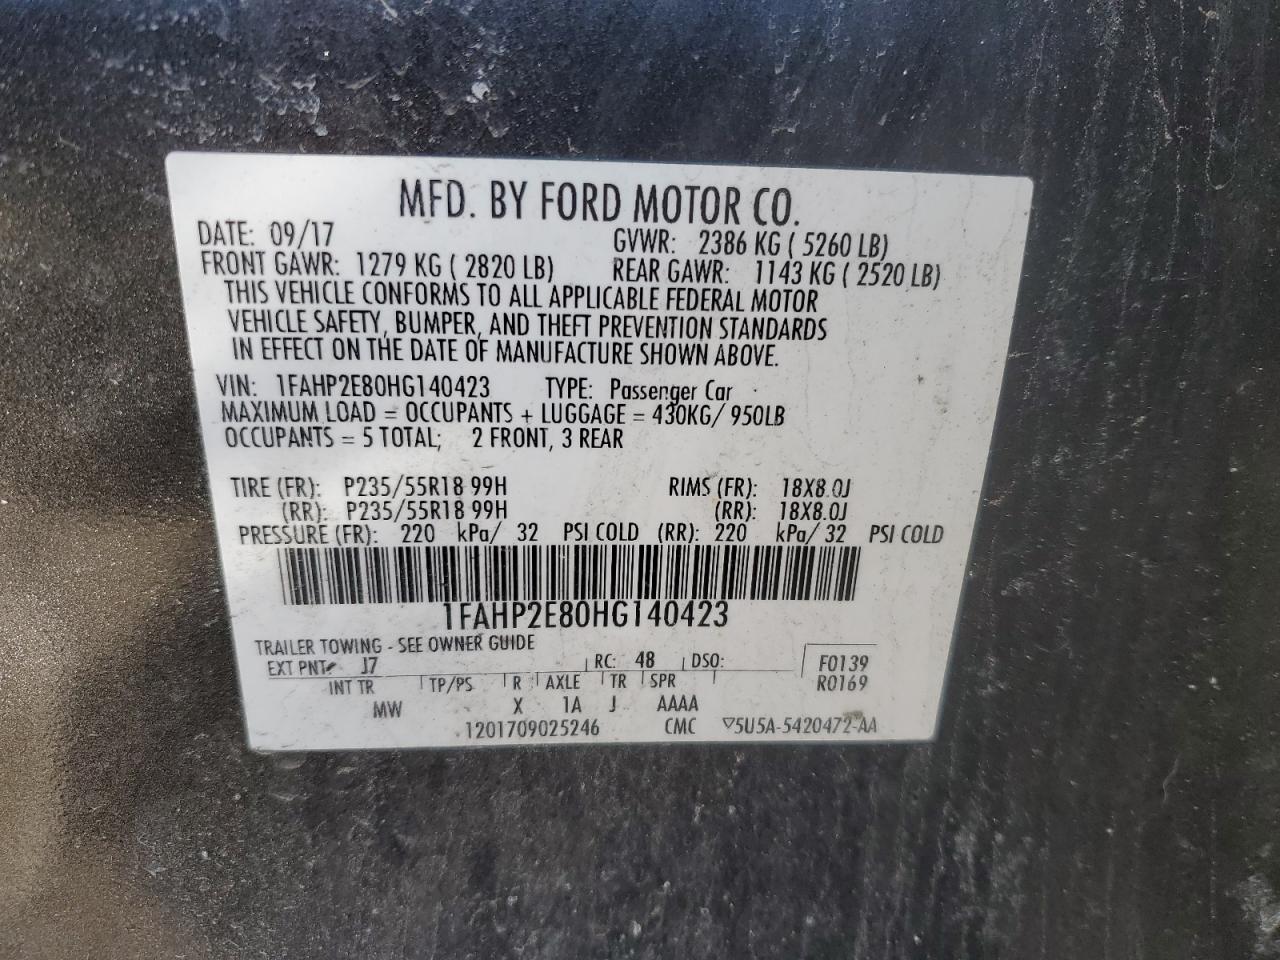 MFD. BY FORD MOTOR CO.
DATE: 09/17 GVWR: 2386 KG ( 5260 LB)
FRONT GAWR: 1279 KG ( 2820 LB) REAR GAWR: 1143 KG ( 2520 LB)
THIS VEHICLE CONFORMS TO ALL APPLICABLE FEDERAL MOTOR
VEHICLE SAFETY, BUMPER, AND THEFT PREVENTION STANDARDS
IN EFFECT ON THE DATE OF MANUFACTURE SHOWN ABOVE.
VIN: 1FAHP2E80HG140423 TYPE: Passenger Car
MAXIMUM LOAD = OCCUPANTS + LUGGAGE = 430KG/ 950LB
OCCUPANTS = 5 TOTAL; 2 FRONT, 3 REAR
TIRE (FR): P235/55R18 99H RIMS (FR): 18X8.0J
(RR): P235/55R18 99H (RR): 18X8.0J
PRESSURE (FR): 220 kPa/ 32 PSI COLD (RR): 220 kPa/ 32 PSI COLD
1FAHP2E80HG140423
TRAILER TOWING - SEE OWNER GUIDE
EXT PNT: J7 RC: 48 DSO: F0139
INT TR TP/PS R AXLE TR SPR R0169
MW X 1A J AAAA
1201709025246 CMC ▽5U5A-5420472-AA